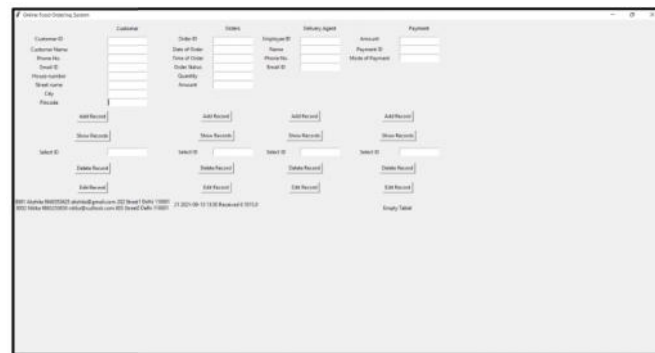 Online Food Ordering System
Customer Orders Delivery Agent Payment
Customer ID Order ID Employee ID Amount
Customer Name Date of Order Name Payment ID
Phone No. Time of Order Phone No. Mode of Payment
Email ID Order Status Email ID
House number Quantity
Street name Amount
City
Pincode
Add Record Add Record Add Record Add Record
Show Records Show Records Show Records Show Records
Select ID Select ID Select ID Select ID
Delete Record Delete Record Delete Record Delete Record
Edit Record Edit Record Edit Record Edit Record
Street1 Delhi
Street2 Delhi
Empty Table!